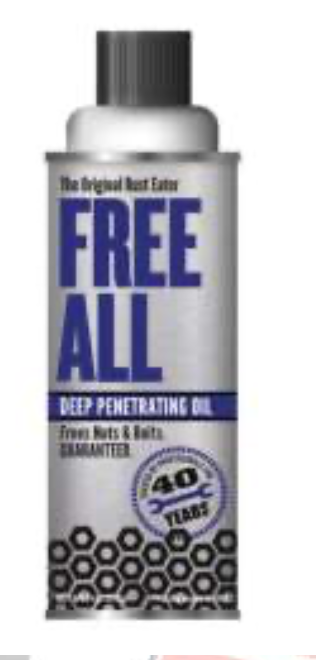 The Original Rust Eater
FREE
ALL
DEEP PENETRATING OIL
Frees Nuts & Bolts.
GUARANTEED.
40
YEARS